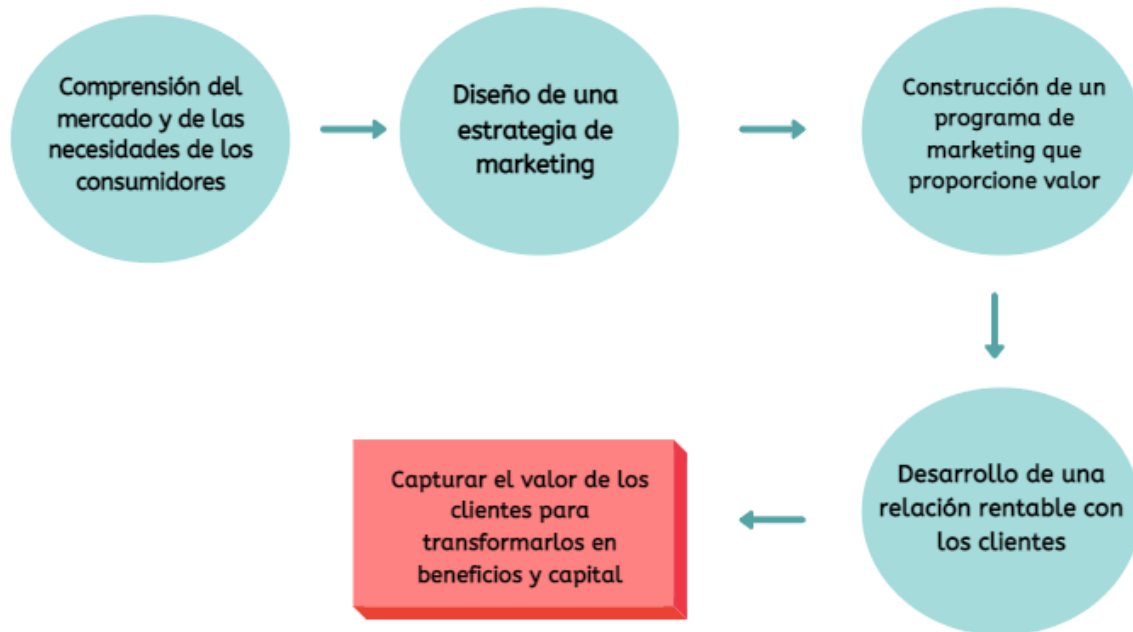 Comprensión del
mercado y de las
necesidades de los
consumidores
Diseño de una
estrategia de
marketing
Construcción de un
programa de
marketing que
proporcione valor
Desarrollo de una
relación rentable con
los clientes
Capturar el valor de los
clientes para
transformarlos en
beneficios y capital